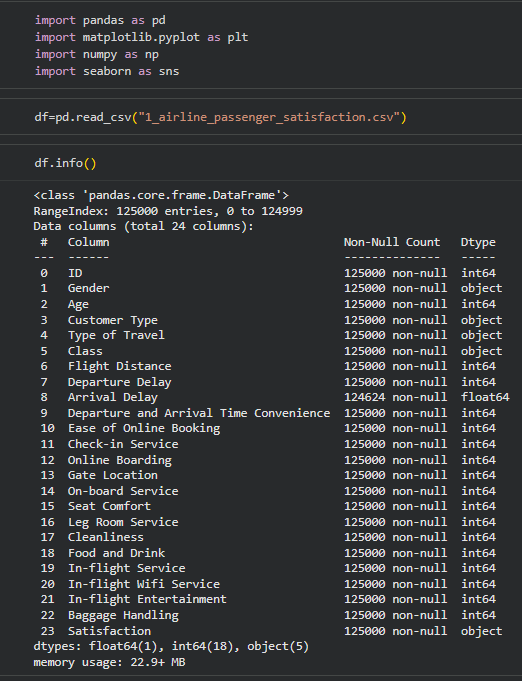 import pandas as pd
import matplotlib.pyplot as plt
import numpy as np
import seaborn as sns
df=pd.read_csv("1_airline_passenger_satisfaction.csv")
df.info()
<class 'pandas.core.frame.DataFrame'>
RangeIndex: 125000 entries, 0 to 124999
Data columns (total 24 columns):
 #   Column                             Non-Null Count   Dtype
---  ------                             --------------   -----
 0   ID                                 125000 non-null  int64
 1   Gender                             125000 non-null  object
 2   Age                                125000 non-null  int64
 3   Customer Type                      125000 non-null  object
 4   Type of Travel                     125000 non-null  object
 5   Class                              125000 non-null  object
 6   Flight Distance                    125000 non-null  int64
 7   Departure Delay                    125000 non-null  int64
 8   Arrival Delay                      124624 non-null  float64
 9   Departure and Arrival Time Convenience  125000 non-null  int64
 10  Ease of Online Booking             125000 non-null  int64
 11  Check-in Service                   125000 non-null  int64
 12  Online Boarding                    125000 non-null  int64
 13  Gate Location                      125000 non-null  int64
 14  On-board Service                   125000 non-null  int64
 15  Seat Comfort                       125000 non-null  int64
 16  Leg Room Service                   125000 non-null  int64
 17  Cleanliness                        125000 non-null  int64
 18  Food and Drink                     125000 non-null  int64
 19  In-flight Service                  125000 non-null  int64
 20  In-flight Wifi Service             125000 non-null  int64
 21  In-flight Entertainment            125000 non-null  int64
 22  Baggage Handling                   125000 non-null  int64
 23  Satisfaction                       125000 non-null  object
dtypes: float64(1), int64(18), object(5)
memory usage: 22.9+ MB